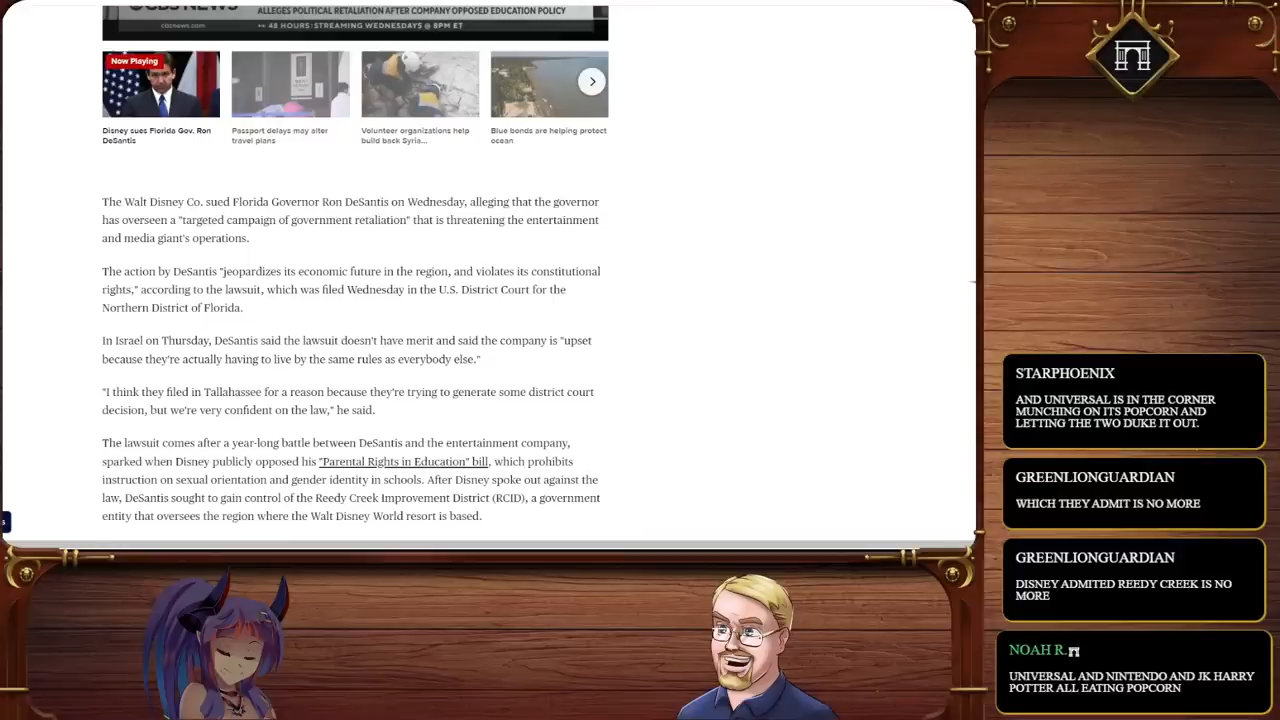 CBS NEWS
ALLEGES POLITICAL RETALIATION AFTER COMPANY OPPOSED EDUCATION POLICY
cbsnews.com
48 HOURS: STREAMING WEDNESDAYS @ 8PM ET
Now Playing
Disney sues Florida Gov. Ron
DeSantis
Passport delays may alter
travel plans
Volunteer organizations help
build back Syria...
Blue bonds are helping protect
ocean
The Walt Disney Co. sued Florida Governor Ron DeSantis on Wednesday, alleging that the governor
has overseen a "targeted campaign of government retaliation" that is threatening the entertainment
and media giant's operations.
The action by DeSantis "jeopardizes its economic future in the region, and violates its constitutional
rights," according to the lawsuit, which was filed Wednesday in the U.S. District Court for the
Northern District of Florida.
In Israel on Thursday, DeSantis said the lawsuit doesn't have merit and said the company is "upset
because they're actually having to live by the same rules as everybody else."
"I think they filed in Tallahassee for a reason because they're trying to generate some district court
decision, but we're very confident on the law," he said.
The lawsuit comes after a year-long battle between DeSantis and the entertainment company,
sparked when Disney publicly opposed his "Parental Rights in Education" bill, which prohibits
instruction on sexual orientation and gender identity in schools. After Disney spoke out against the
law, DeSantis sought to gain control of the Reedy Creek Improvement District (RCID), a government
entity that oversees the region where the Walt Disney World resort is based.
STARPHOENIX
AND UNIVERSAL IS IN THE CORNER
MUNCHING ON ITS POPCORN AND
LETTING THE TWO DUKE IT OUT.
GREENLIONGUARDIAN
WHICH THEY ADMIT IS NO MORE
GREENLIONGUARDIAN
DISNEY ADMITED REEDY CREEK IS NO
MORE
NOAH R.
UNIVERSAL AND NINTENDO AND JK HARRY
POTTER ALL EATING POPCORN